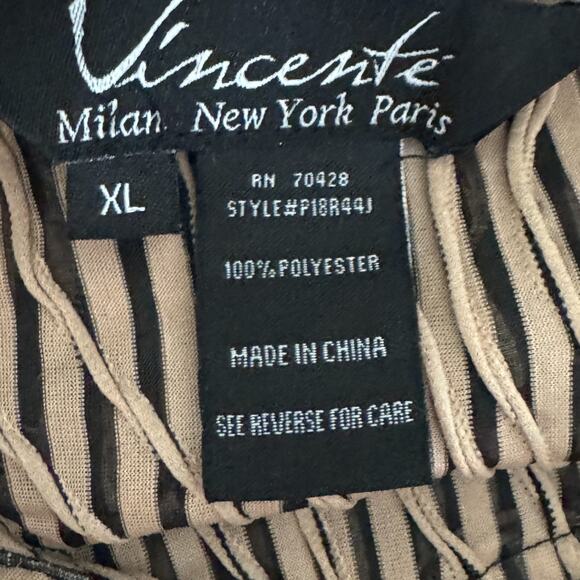 Vincente
Milan New York Paris
XL
RN 70428
STYLE#P18R44J
100%POLYESTER
MADE IN CHINA
SEE REVERSE FOR CARE